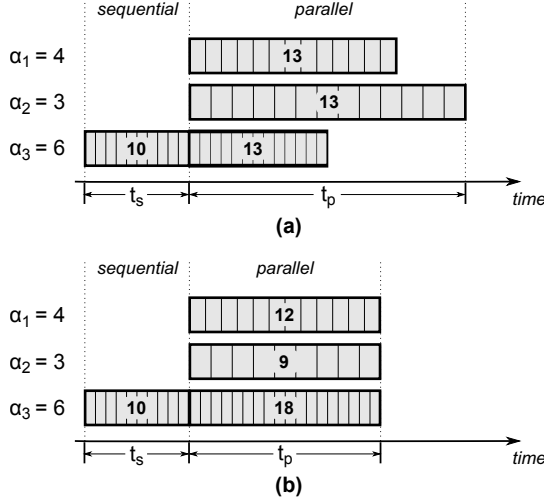 sequential parallel
α1 = 4 13
α2 = 3 13
α3 = 6 10 13
ts tp
time
(a)
sequential parallel
α1 = 4 12
α2 = 3 9
α3 = 6 10 18
ts tp
time
(b)